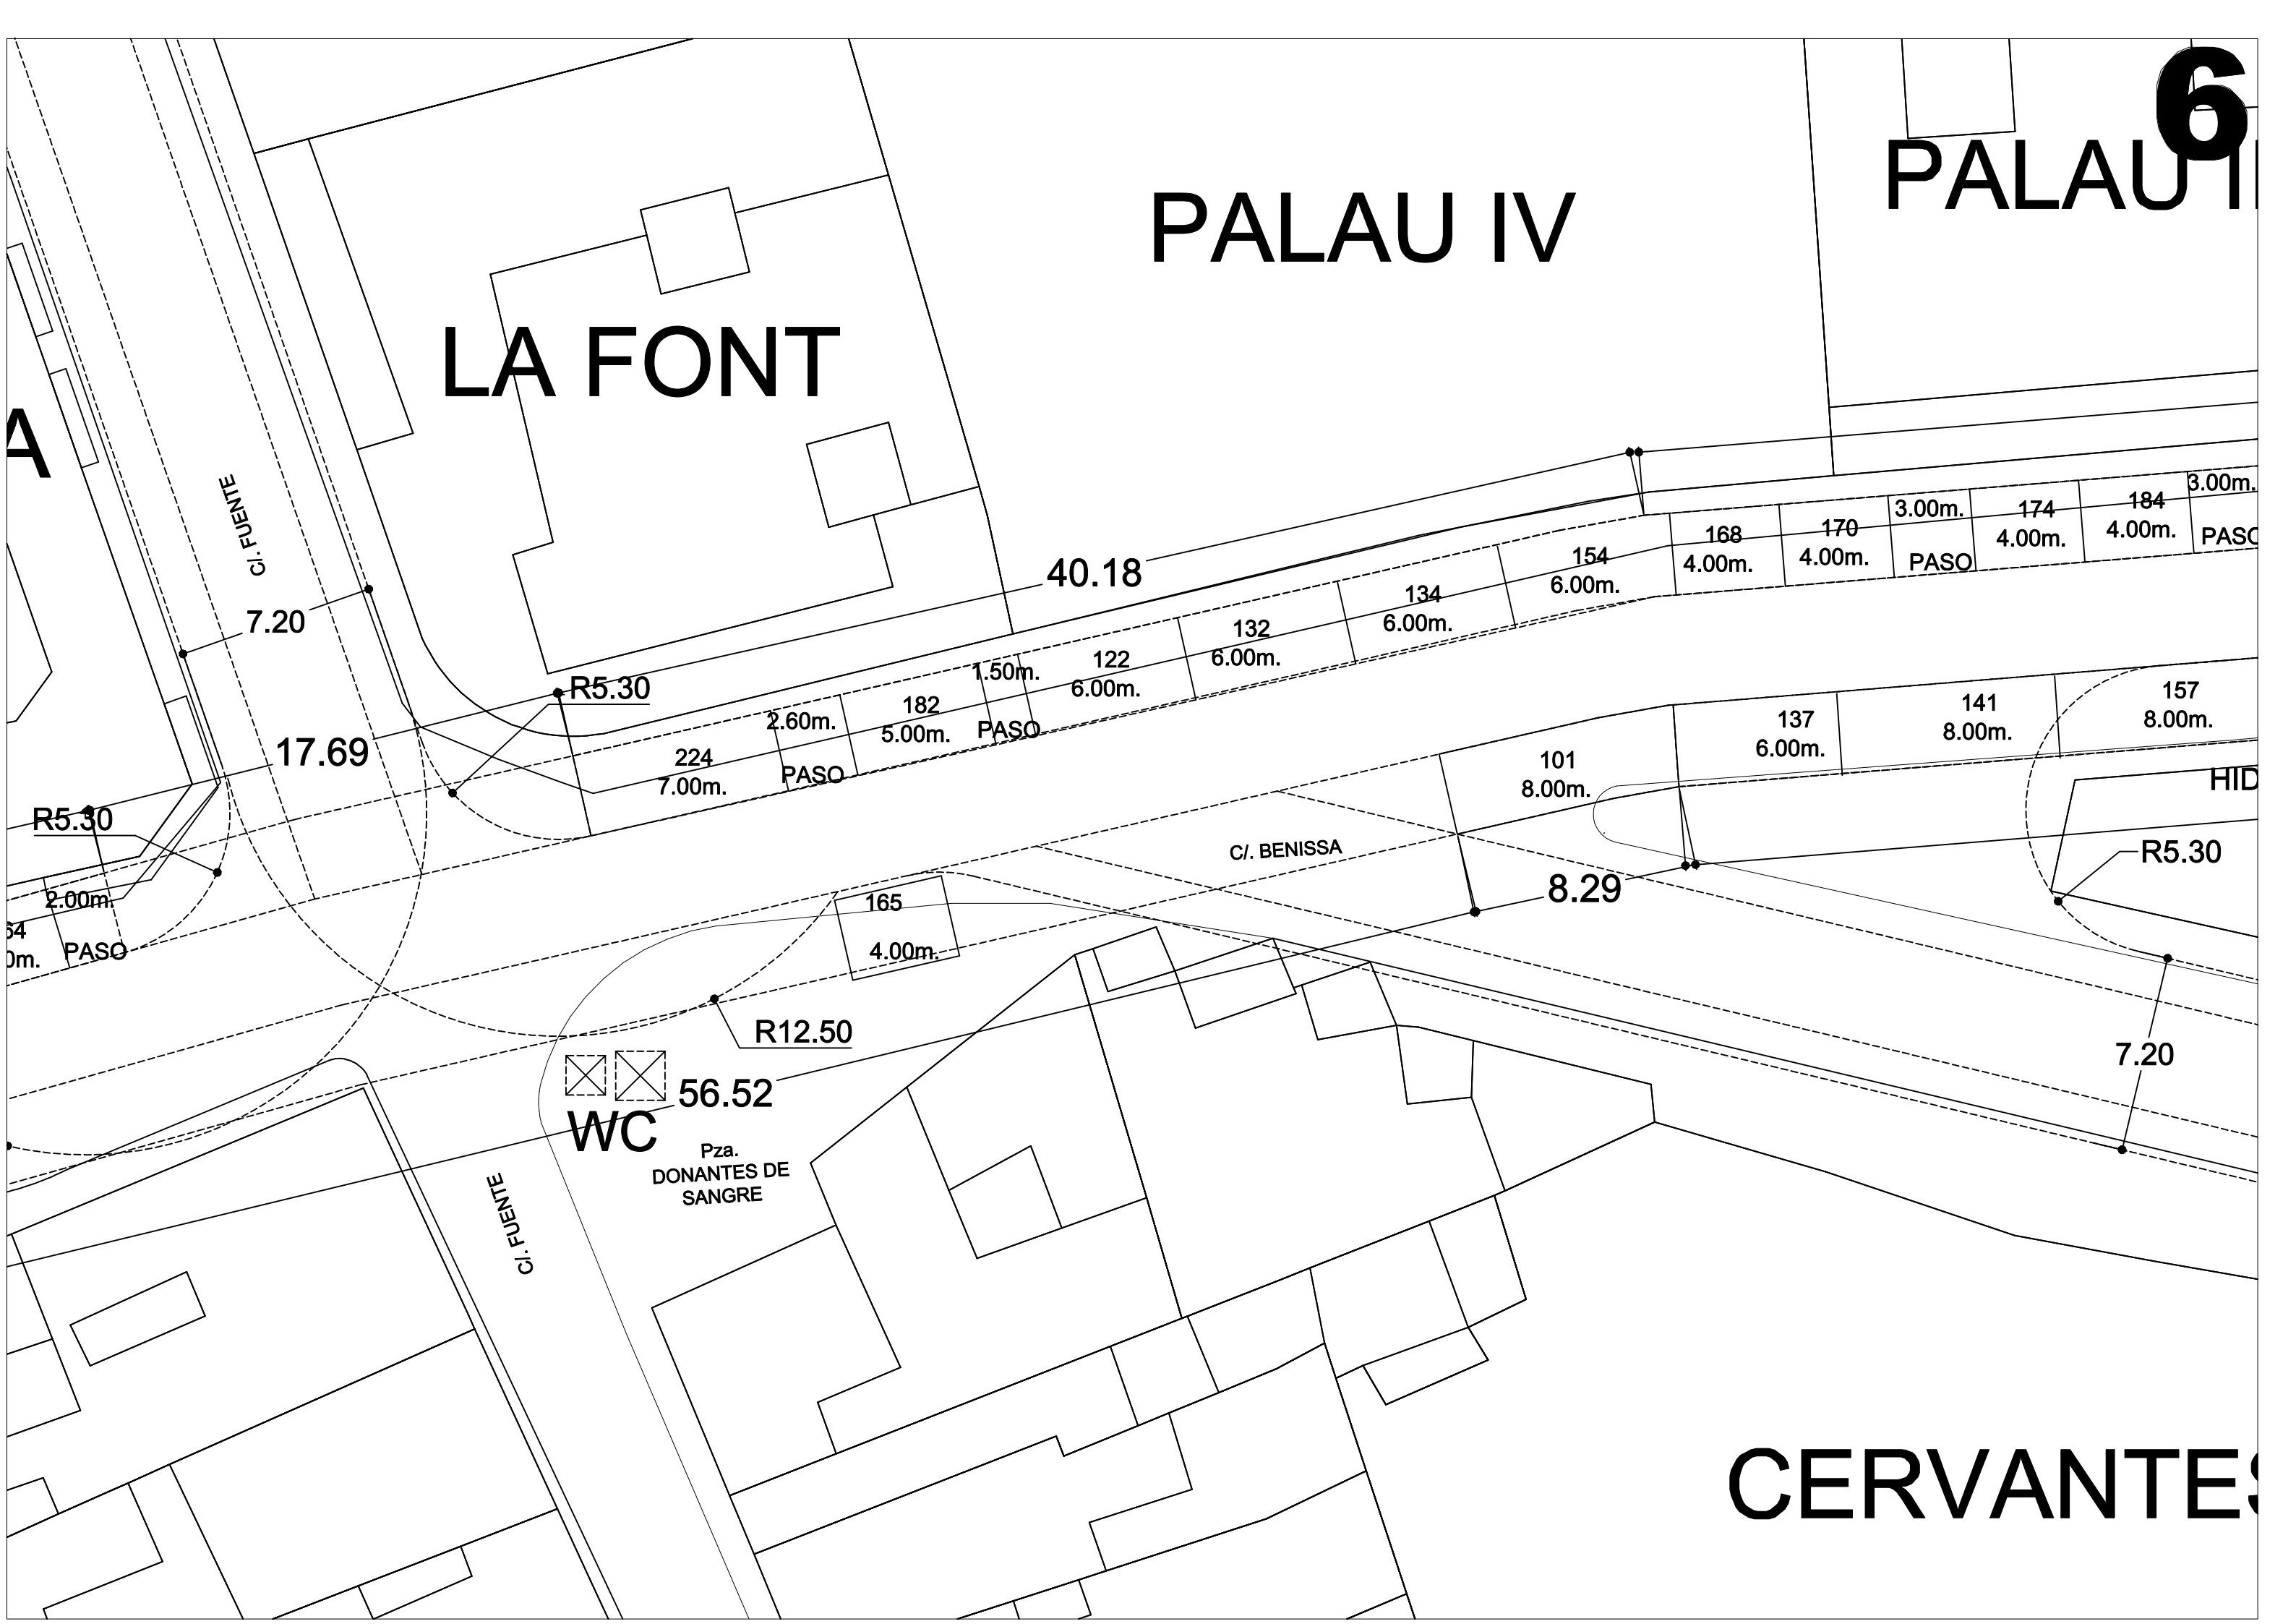 6
PALAU IV
PALAU I
LA FONT
A
C/. FUENTE
7.20
40.18
17.69
R5.30
R5.30
3.00m.
184
4.00m.
PASO
174
4.00m.
3.00m.
PASO
170
4.00m.
168
4.00m.
154
6.00m.
134
6.00m.
132
6.00m.
122
6.00m.
1.50m.
PASO
182
5.00m.
2.60m.
PASO
224
7.00m.
2.00m.
PASO
64
0m.
157
8.00m.
141
8.00m.
137
6.00m.
101
8.00m.
HID
R5.30
C/. BENISSA
8.29
165
4.00m.
R12.50
7.20
56.52
WC
Pza.
DONANTES DE
SANGRE
C/. FUENTE
CERVANTES